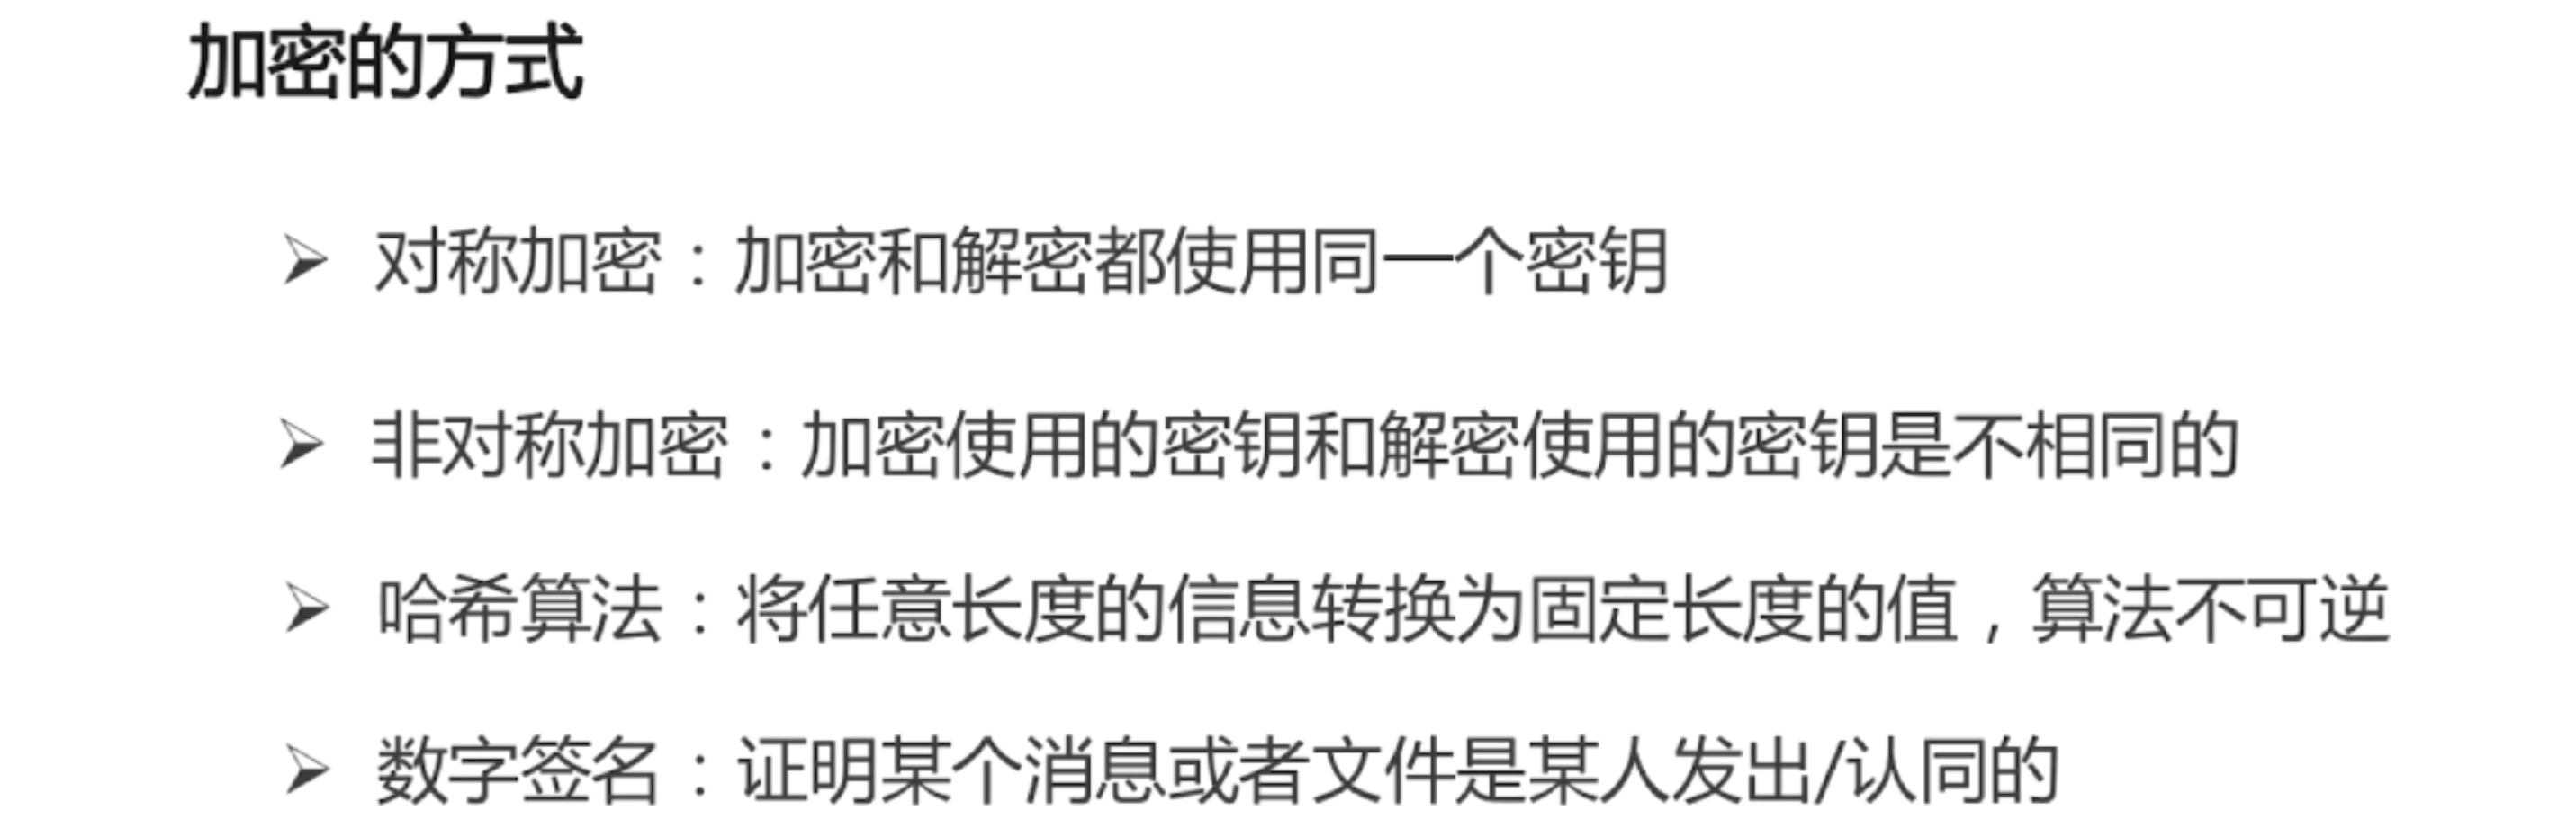 加密的方式
➢ 对称加密：加密和解密都使用同一个密钥
➢ 非对称加密：加密使用的密钥和解密使用的密钥是不相同的
➢ 哈希算法：将任意长度的信息转换为固定长度的值，算法不可逆
➢ 数字签名：证明某个消息或者文件是某人发出/认同的